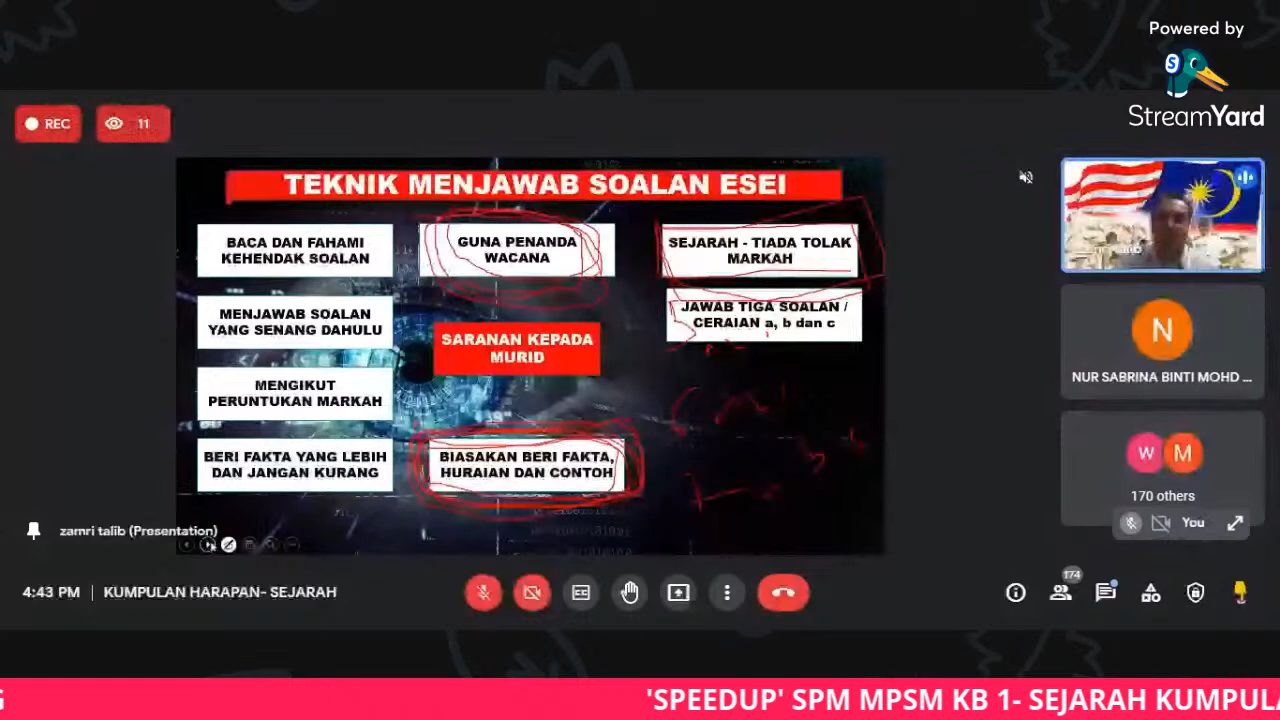 Powered by
StreamYard
REC
11
TEKNIK MENJAWAB SOALAN ESEI
BACA DAN FAHAMI
KEHENDAK SOALAN
GUNA PENANDA
WACANA
SEJARAH - TIADA TOLAK
MARKAH
MENJAWAB SOALAN
YANG SENANG DAHULU
JAWAB TIGA SOALAN /
CERAIAN a, b dan c
SARANAN KEPADA
MURID
MENGIKUT
PERUNTUKAN MARKAH
BERI FAKTA YANG LEBIH
DAN JANGAN KURANG
BIASAKAN BERI FAKTA,
HURAIAN DAN CONTOH
N
NUR SABRINA BINTI MOHD ...
W M
170 others
You
zamri talib (Presentation)
4:43 PM | KUMPULAN HARAPAN- SEJARAH
174
'SPEEDUP' SPM MPSM KB 1- SEJARAH KUMPUL